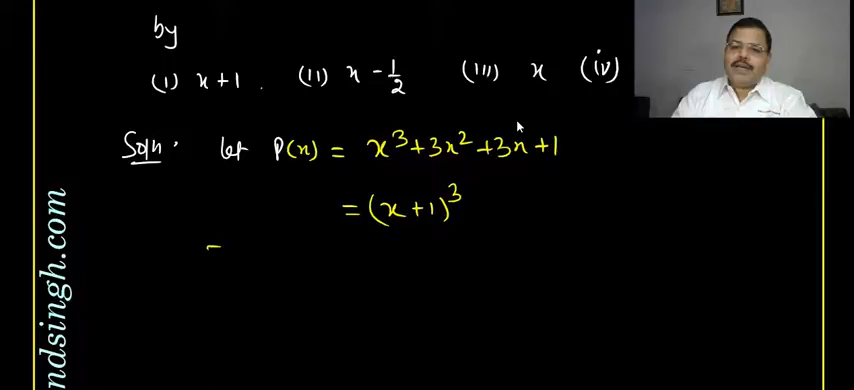 by
(i) x+1. (ii) x - 1/2 (iii) x (iv)
Soln. let P(x) = x³+3x²+3x+1
= (x+1)³
ndsingh.com